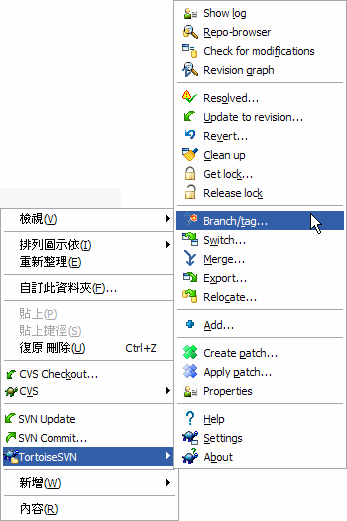 Show log
Repo-browser
Check for modifications
Revision graph
Resolved...
Update to revision...
Revert...
Clean up
Get lock...
Release lock
Branch/tag...
Switch...
Merge...
Export...
Relocate...
Add...
Create patch...
Apply patch...
Properties
Help
Settings
About
檢視(V)
排列圖示依(I)
重新整理(E)
自訂此資料夾(F)...
貼上(P)
貼上捷徑(S)
復原 刪除(U) Ctrl+Z
CVS Checkout...
CVS
SVN Update
SVN Commit...
TortoiseSVN
新增(W)
內容(R)